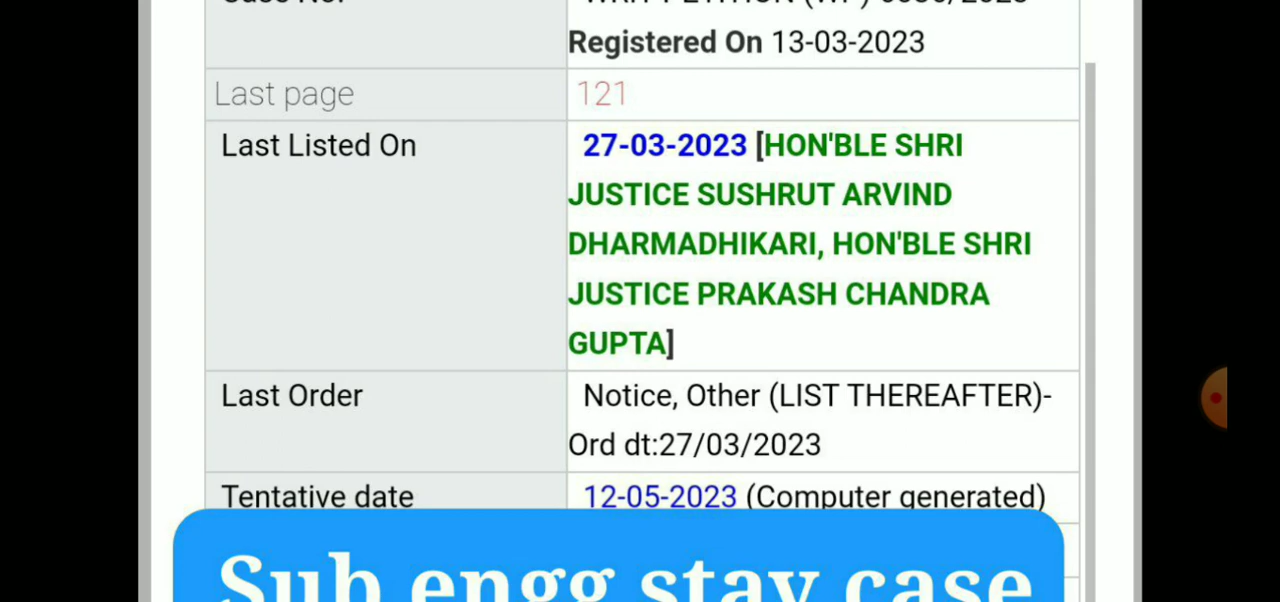 Registered On 13-03-2023
Last page 121
Last Listed On 27-03-2023 [HON'BLE SHRI
JUSTICE SUSHRUT ARVIND
DHARMADHIKARI, HON'BLE SHRI
JUSTICE PRAKASH CHANDRA
GUPTA]
Last Order Notice, Other (LIST THEREAFTER)-
Ord dt:27/03/2023
Tentative date 12-05-2023 (Computer generated)
Sub engg stay case